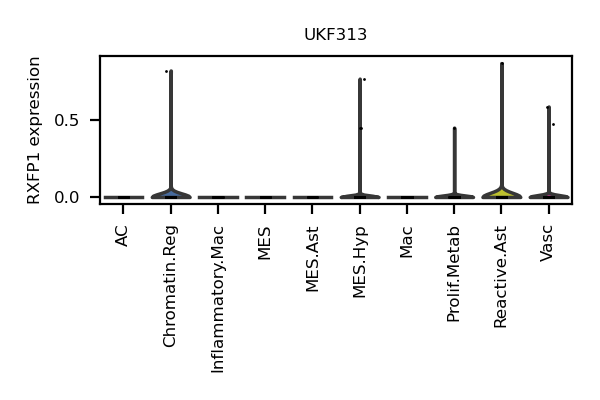 UKF313
RXFP1 expression
0.5
0.0
AC
Chromatin.Reg
Inflammatory.Mac
MES
MES.Ast
MES.Hyp
Mac
Prolif.Metab
Reactive.Ast
Vasc